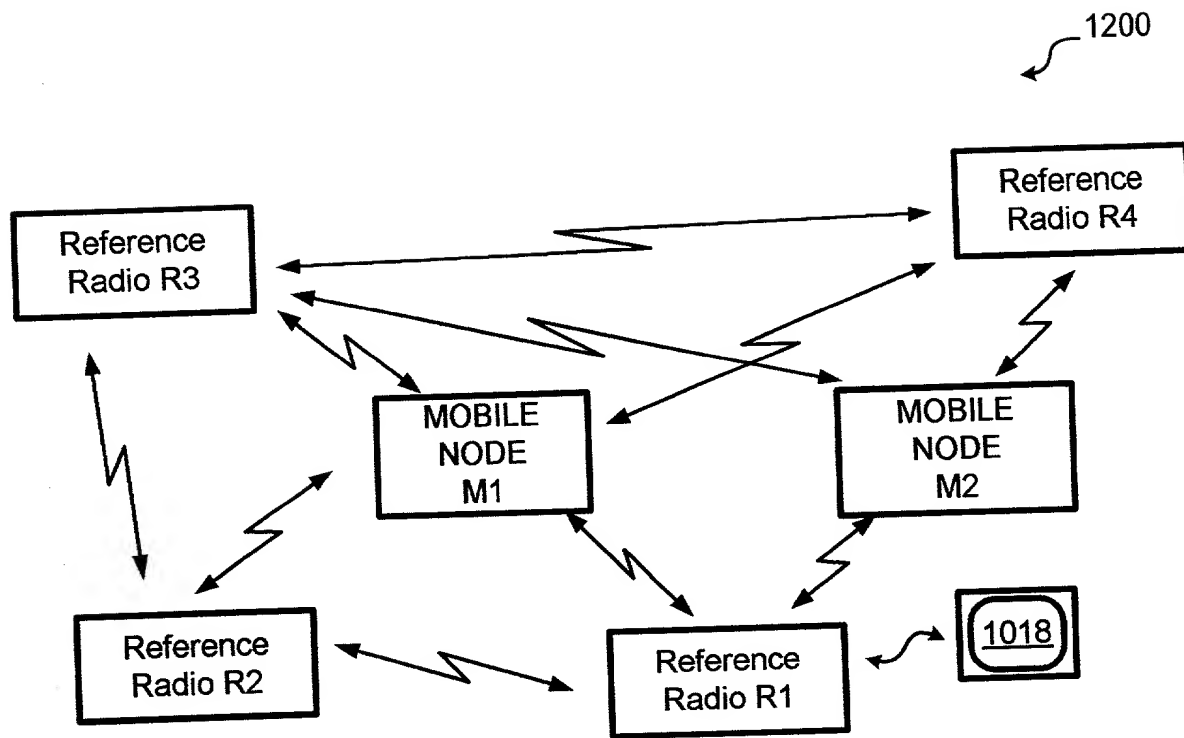 1200
Reference
Radio R4
Reference
Radio R3
MOBILE
NODE
M1
MOBILE
NODE
M2
1018
Reference
Radio R2
Reference
Radio R1